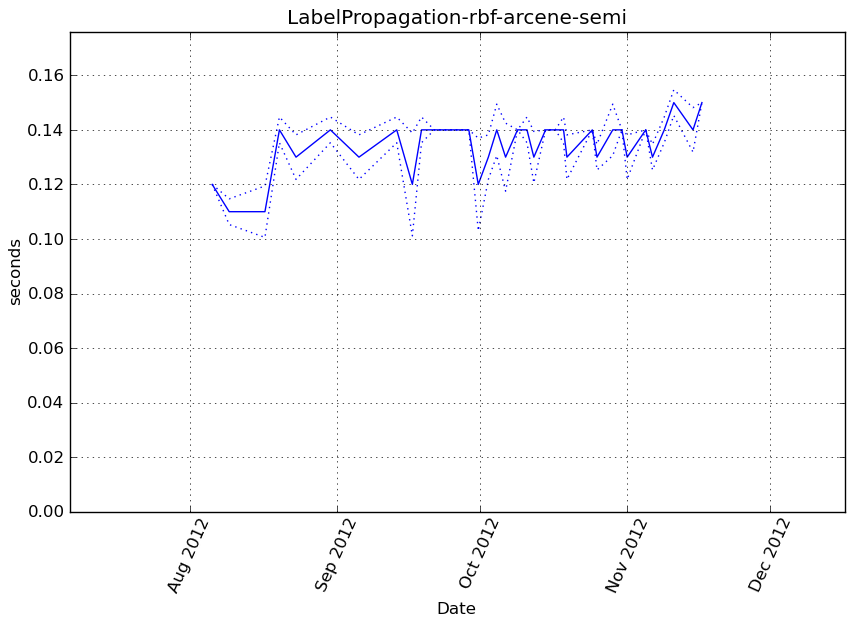 LabelPropagation-rbf-arcene-semi
0.16
0.14
0.12
0.10
0.08
0.06
0.04
0.02
0.00
seconds
Aug 2012
Sep 2012
Oct 2012
Nov 2012
Dec 2012
Date